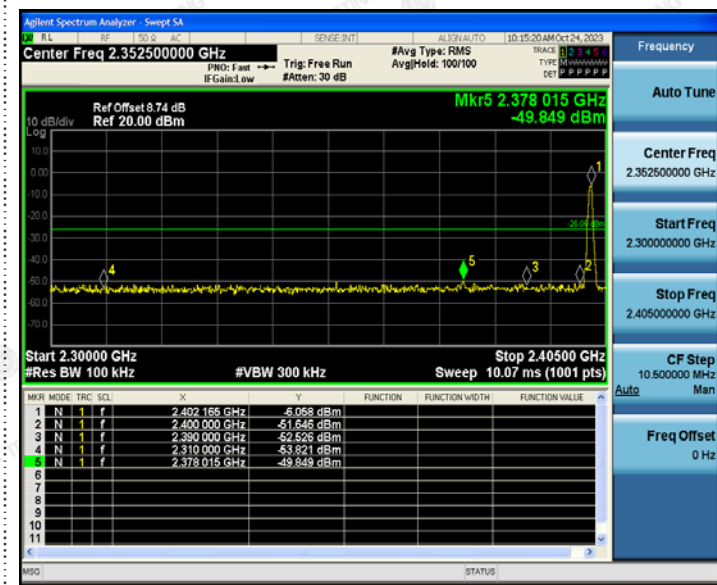 Agilent Spectrum Analyzer - Swept SA
RL RF 50 Ω AC SENSE:INT ALIGNAUTO 10:15:20 AM Oct 24, 2023
Center Freq 2.352500000 GHz
PNO: Fast
IFGain:Low
Trig: Free Run
#Atten: 30 dB
#Avg Type: RMS
Avg|Hold: 100/100
TRACE 1 2 3 4 5 6
TYPE M
DET P P P P P P
Frequency
Auto Tune
Center Freq
2.352500000 GHz
Start Freq
2.300000000 GHz
Stop Freq
2.405000000 GHz
CF Step
10.500000 MHz
Auto Man
Freq Offset
0 Hz
Mkr5 2.378 015 GHz
-49.849 dBm
Ref Offset 8.74 dB
10 dB/div Ref 20.00 dBm
Log
10.0
0.00
-10.0
-20.0
-30.0
-40.0
-50.0
-60.0
-70.0
1
2
3
4
5
Start 2.30000 GHz Stop 2.40500 GHz
#Res BW 100 kHz #VBW 300 kHz Sweep 10.07 ms (1001 pts)
MKR MODE TRC SCL X Y FUNCTION FUNCTION WIDTH FUNCTION VALUE
1 N 1 f 2.402 165 GHz -6.058 dBm
2 N 1 f 2.400 000 GHz -51.646 dBm
3 N 1 f 2.390 000 GHz -52.526 dBm
4 N 1 f 2.310 000 GHz -53.821 dBm
5 N 1 f 2.378 015 GHz -49.849 dBm
6
7
8
9
10
11
MSG STATUS